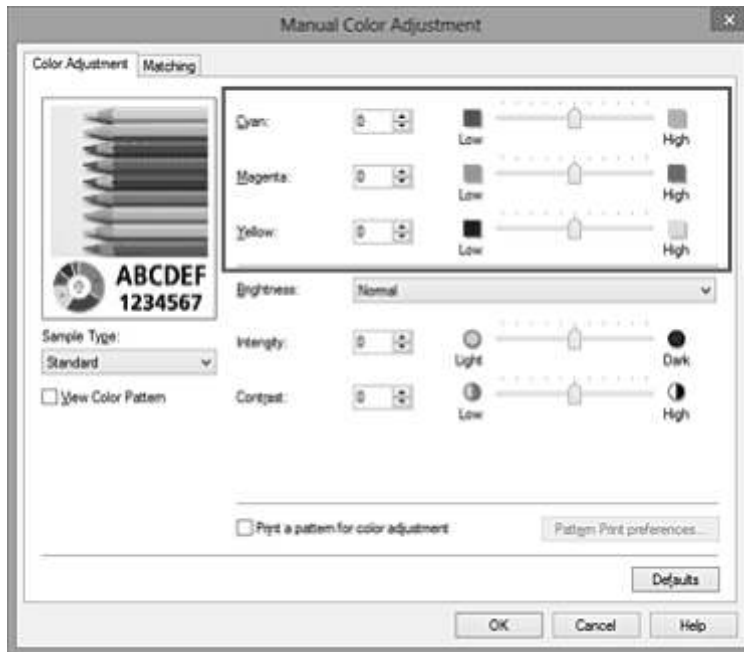 Manual Color Adjustment
Color Adjustment Matching
Cyan: 0 Low High
Magenta: 0 Low High
Yellow: 0 Low High
ABCDEF
1234567
Brightness: Normal
Sample Type:
Standard
Intensity: 0 Light Dark
View Color Pattern
Contrast: 0 Low High
Print a pattern for color adjustment Pattern Print preferences...
Defaults
OK Cancel Help